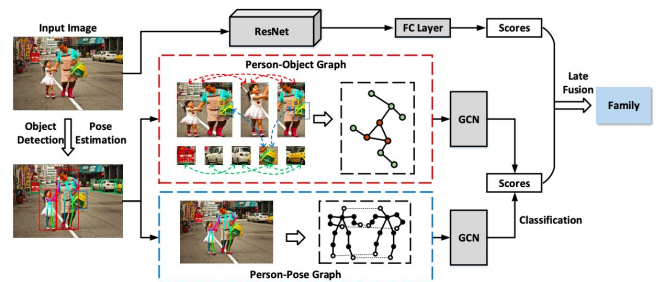 Input Image
ResNet
FC Layer
Scores
Person-Object Graph
Late
Fusion
Family
Object
Detection
Pose
Estimation
GCN
Scores
Classification
GCN
Person-Pose Graph